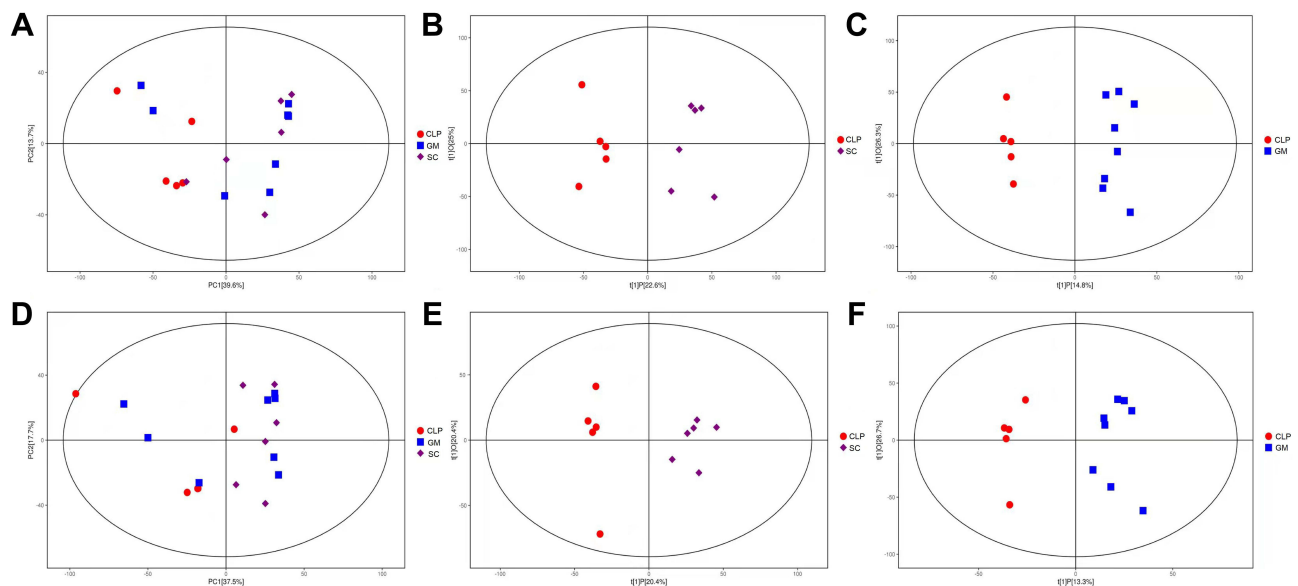 A
40
0
-40
PC2[13.7%]
-100
-50
0
50
100
PC1[39.6%]
CLP
GM
SC
B
100
50
0
-50
-100
t[1]O[25%]
-100
-50
0
50
100
t[1]P[22.6%]
CLP
SC
C
100
50
0
-50
-100
t[1]O[26.3%]
-100
-50
0
50
100
t[1]P[14.8%]
CLP
GM
D
40
0
-40
PC2[17.7%]
-100
-50
0
50
100
PC1[37.5%]
CLP
GM
SC
E
50
0
-50
t[1]O[20.4%]
-100
-50
0
50
100
t[1]P[20.4%]
CLP
SC
F
100
50
0
-50
-100
t[1]O[26.7%]
-50
0
50
t[1]P[13.3%]
CLP
GM